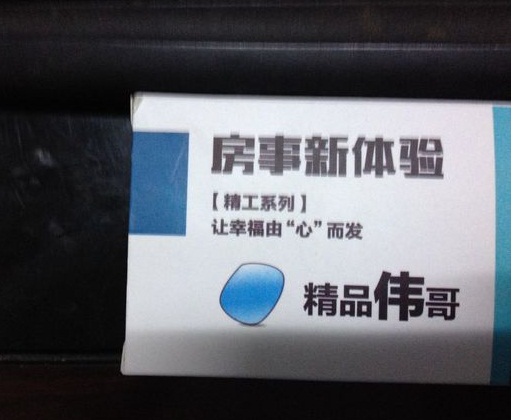 房事新体验
【精工系列】
让幸福由“心”而发
精品伟哥